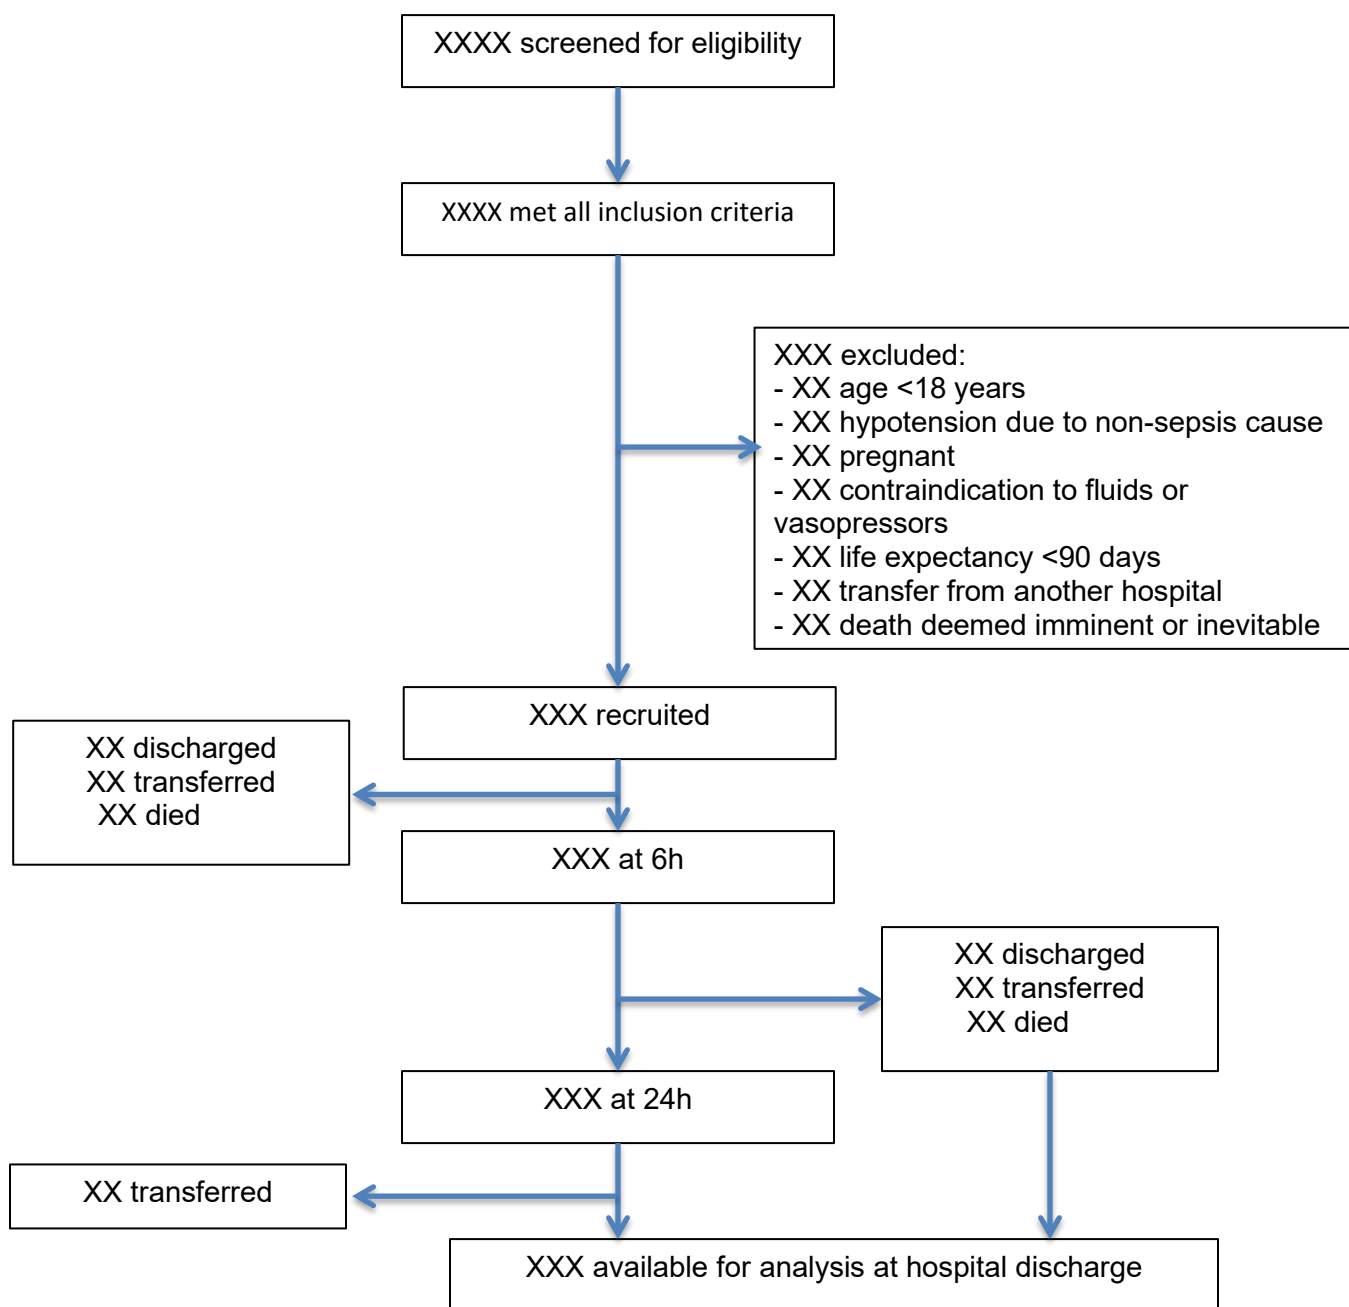 XXXX screened for eligibility
XXXX met all inclusion criteria
XXX excluded:
- XX age <18 years
- XX hypotension due to non-sepsis cause
- XX pregnant
- XX contraindication to fluids or
vasopressors
- XX life expectancy <90 days
- XX transfer from another hospital
- XX death deemed imminent or inevitable
XXX recruited
XX discharged
XX transferred
XX died
XXX at 6h
XX discharged
XX transferred
XX died
XXX at 24h
XX transferred
XXX available for analysis at hospital discharge